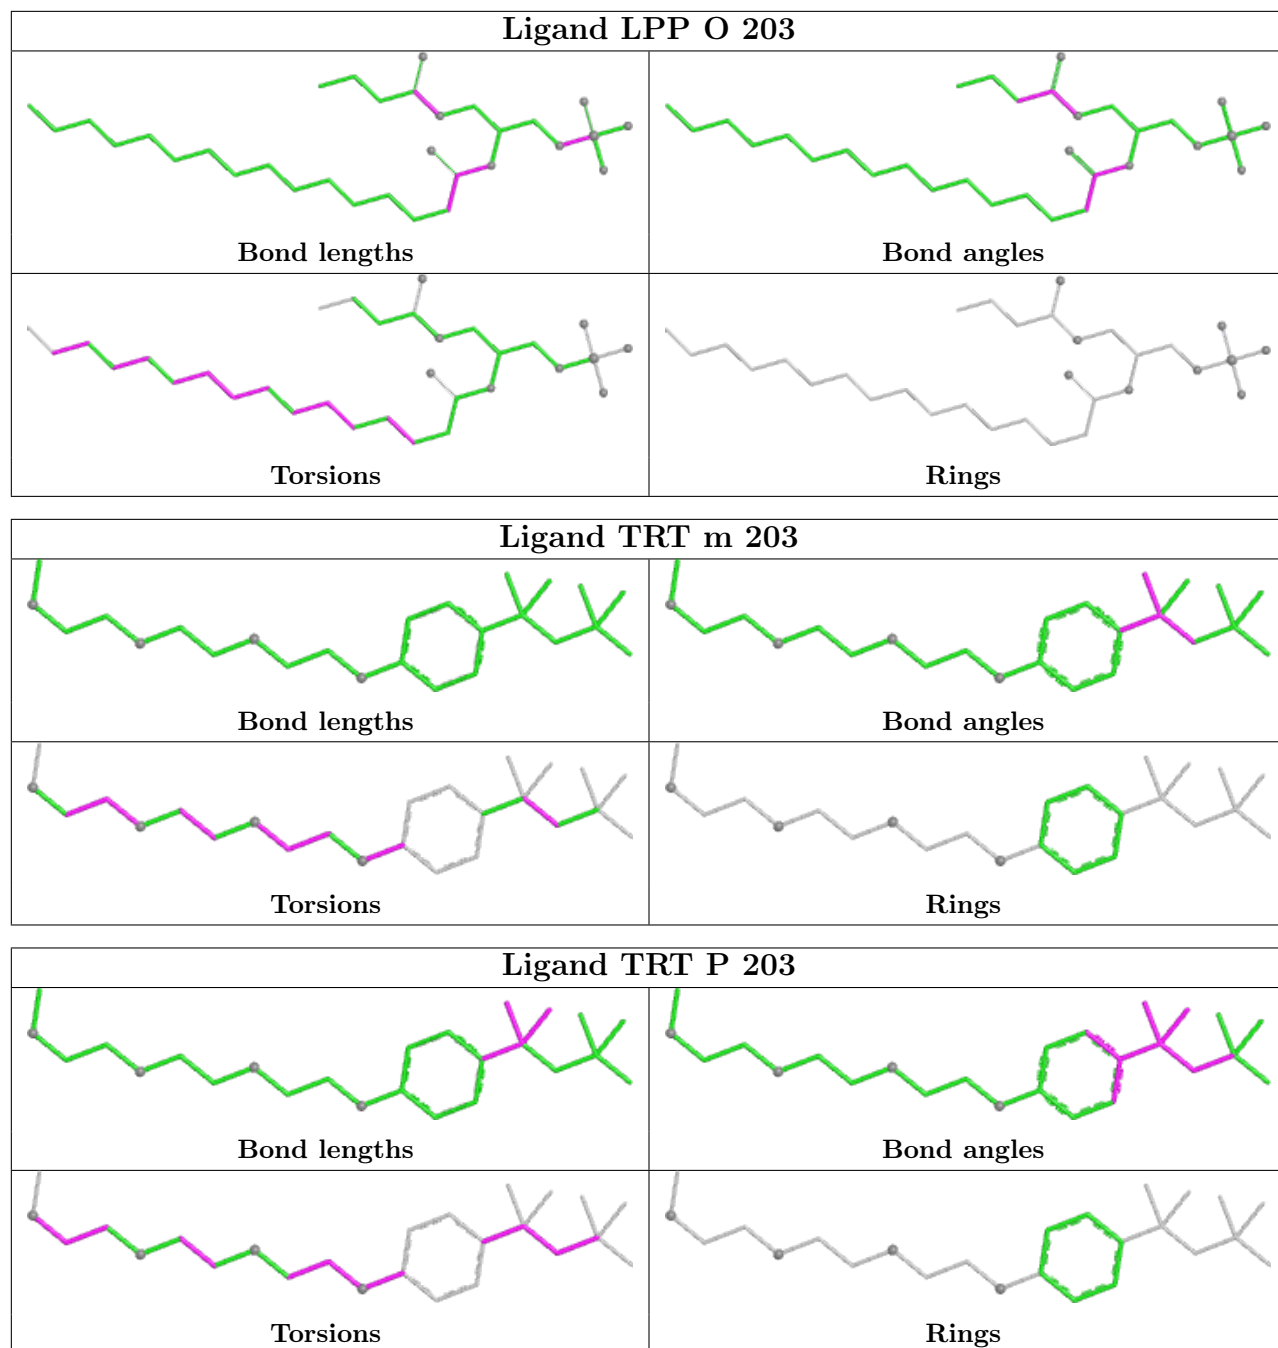 Ligand LPP O 203
Bond lengths
Bond angles
Torsions
Rings
Ligand TRT m 203
Bond lengths
Bond angles
Torsions
Rings
Ligand TRT P 203
Bond lengths
Bond angles
Torsions
Rings